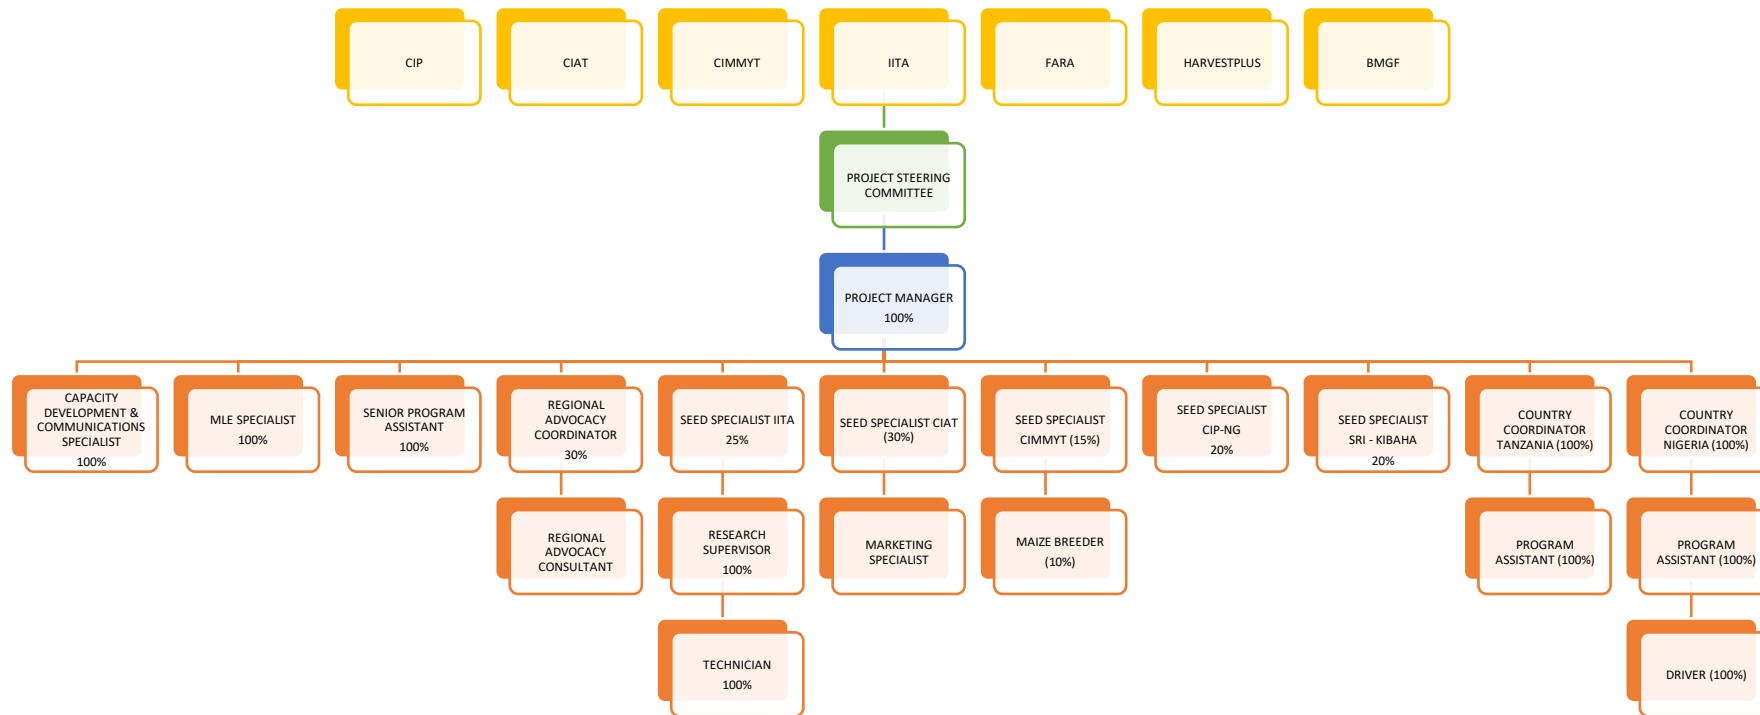 CIP
CIAT
CIMMYT
IITA
FARA
HARVESTPLUS
BMGF
PROJECT STEERING
COMMITTEE
PROJECT MANAGER
100%
CAPACITY
DEVELOPMENT &
COMMUNICATIONS
SPECIALIST
100%
MLE SPECIALIST
100%
SENIOR PROGRAM
ASSISTANT
100%
REGIONAL
ADVOCACY
COORDINATOR
30%
SEED SPECIALIST IITA
25%
SEED SPECIALIST CIAT
(30%)
SEED SPECIALIST
CIMMYT (15%)
SEED SPECIALIST
CIP-NG
20%
SEED SPECIALIST
SRI - KIBAHA
20%
COUNTRY
COORDINATOR
TANZANIA (100%)
COUNTRY
COORDINATOR
NIGERIA (100%)
REGIONAL
ADVOCACY
CONSULTANT
RESEARCH
SUPERVISOR
100%
MARKETING
SPECIALIST
MAIZE BREEDER
(10%)
PROGRAM
ASSISTANT (100%)
PROGRAM
ASSISTANT (100%)
TECHNICIAN
100%
DRIVER (100%)